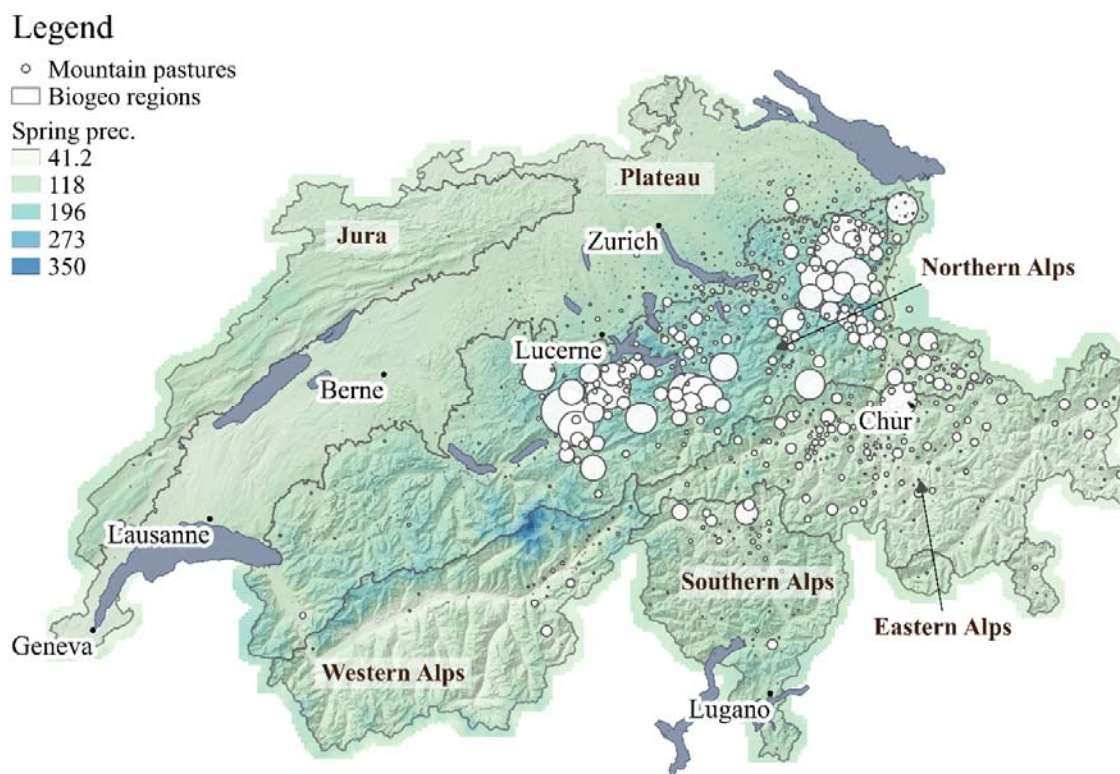 Legend
Mountain pastures
Biogeo regions
Spring prec.
41.2
118
196
273
350
Plateau
Jura
Zurich
Northern Alps
Lucerne
Berne
Chur
Lausanne
Southern Alps
Eastern Alps
Geneva
Western Alps
Lugano